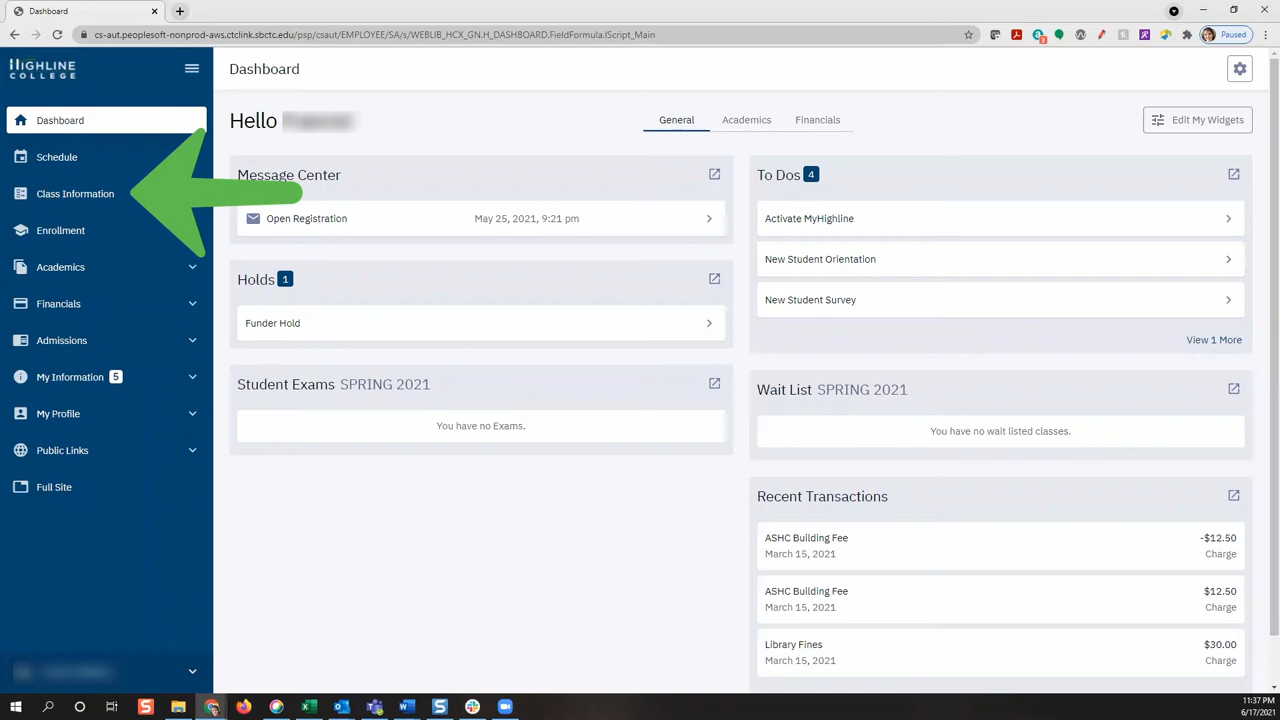 Dashboard
cs-aut.peoplesoft-nonprod-aws.ctclink.sbctc.edu/psp/csaut/EMPLOYEE/SA/s/WEBLIB_HCX_GN.H_DASHBOARD.FieldFormula.IScript_Main
3
Paused
HIGHLINE
COLLEGE
Dashboard
Schedule
Class Information
Enrollment
Academics
Financials
Admissions
My Information 5
My Profile
Public Links
Full Site
Dashboard
Hello
General
Academics
Financials
Edit My Widgets
Message Center
Open Registration May 25, 2021, 9:21 pm
Holds 1
Funder Hold
Student Exams SPRING 2021
You have no Exams.
To Dos 4
Activate MyHighline
New Student Orientation
New Student Survey
View 1 More
Wait List SPRING 2021
You have no wait listed classes.
Recent Transactions
ASHC Building Fee -$12.50
March 15, 2021 Charge
ASHC Building Fee $12.50
March 15, 2021 Charge
Library Fines $30.00
March 15, 2021 Charge
11:37 PM
6/17/2021